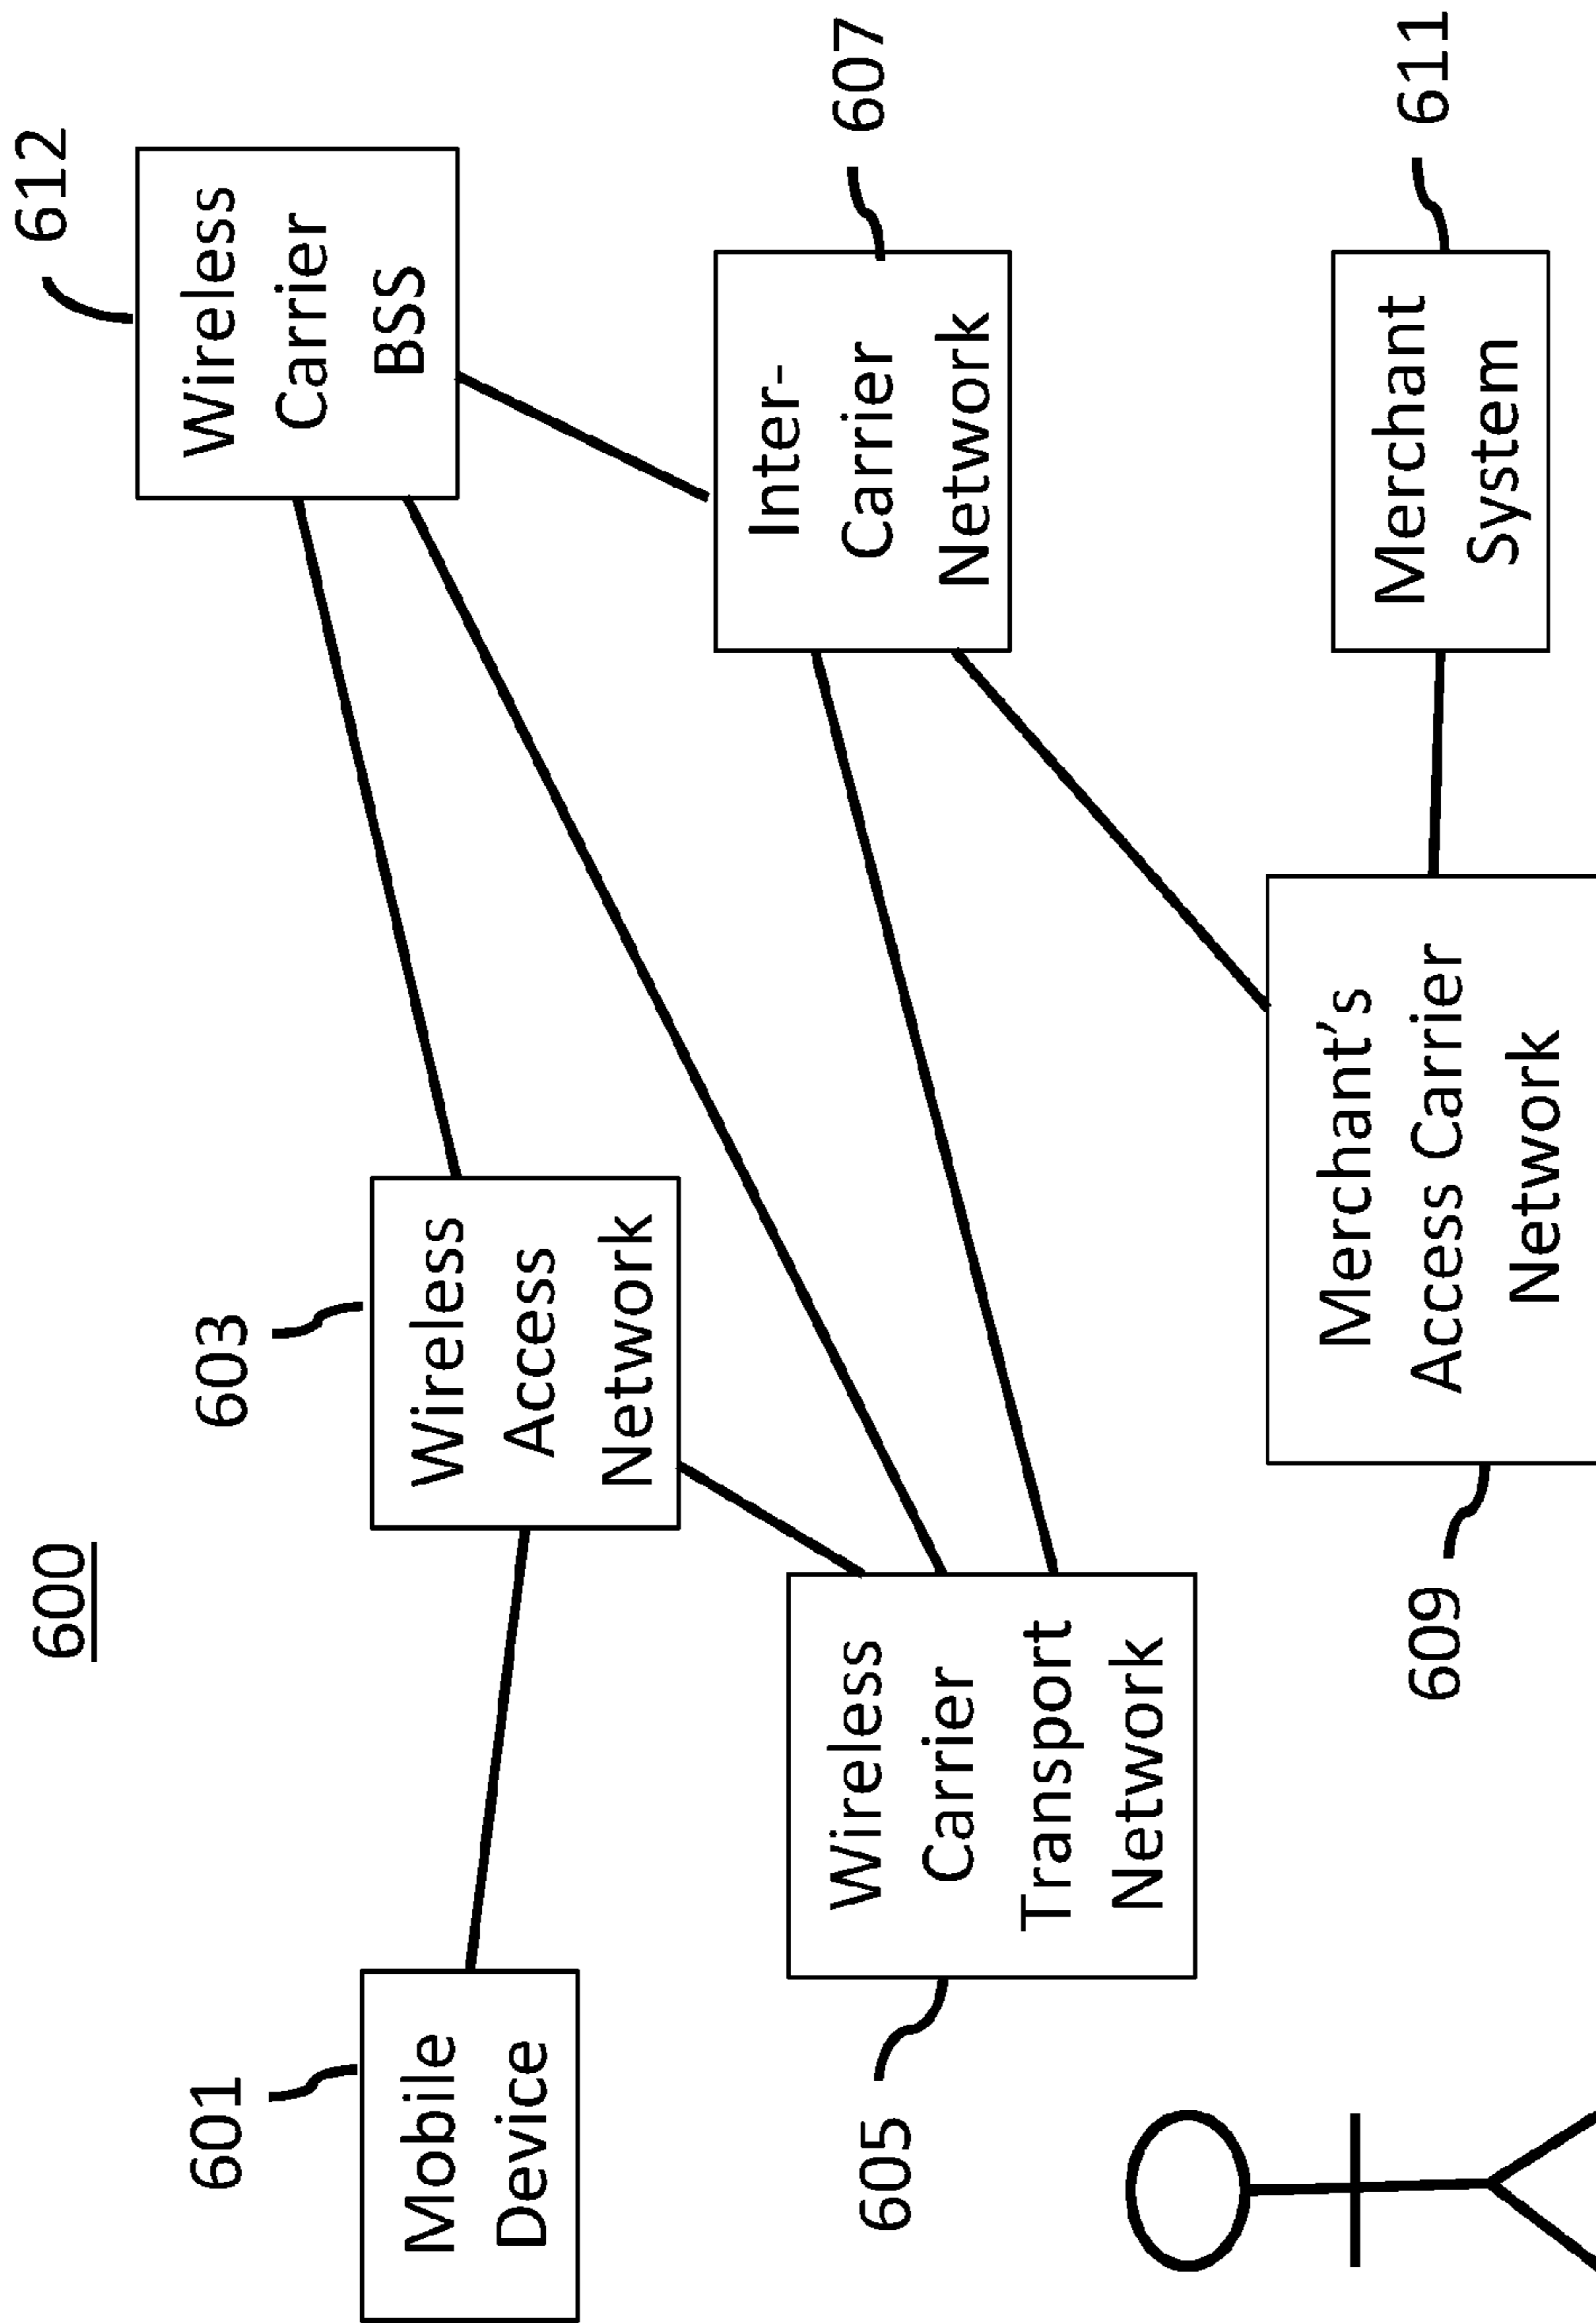 600
601
Mobile
Device
603
Wireless
Access
Network
612
Wireless
Carrier
BSS
605
Wireless
Carrier
Transport
Network
607
Inter-
Carrier
Network
609
Merchant's
Access Carrier
Network
611
Merchant
System